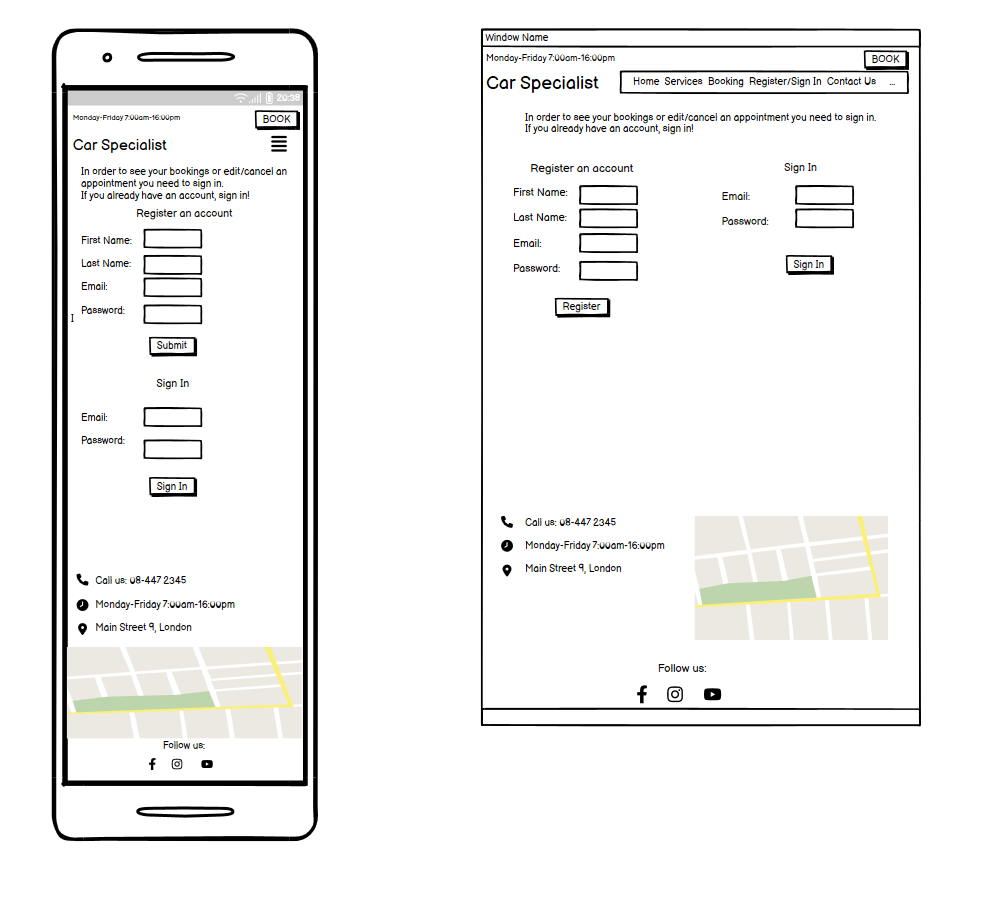 20:38
Monday-Friday 7:00am-16:00pm
BOOK
Car Specialist
In order to see your bookings or edit/cancel an
appointment you need to sign in.
If you already have an account, sign in!
Register an account
First Name:
Last Name:
Email:
Password:
Submit
Sign In
Email:
Password:
Sign In
Call us: 08-447 2345
Monday-Friday 7:00am-16:00pm
Main Street 9, London
Follow us:
Window Name
Monday-Friday 7:00am-16:00pm
BOOK
Car Specialist
Home Services Booking Register/Sign In Contact Us ...
In order to see your bookings or edit/cancel an appointment you need to sign in.
If you already have an account, sign in!
Register an account
First Name:
Last Name:
Email:
Password:
Register
Sign In
Email:
Password:
Sign In
Call us: 08-447 2345
Monday-Friday 7:00am-16:00pm
Main Street 9, London
Follow us: